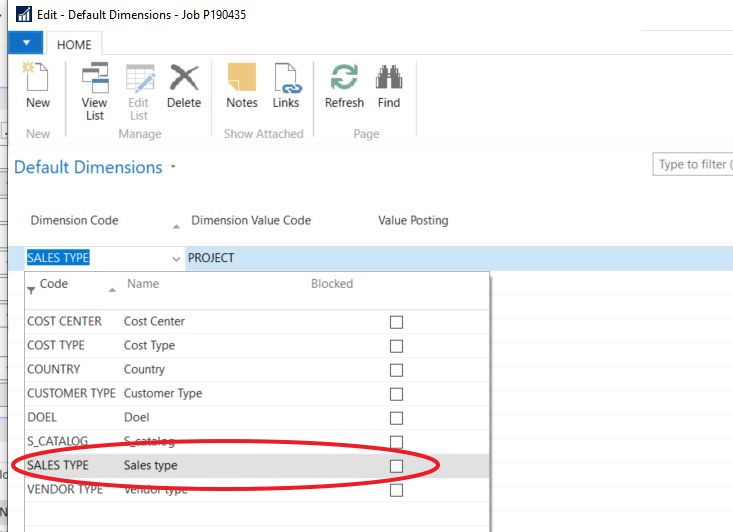 Edit - Default Dimensions - Job P190435
HOME
New
View List
Edit List
Delete
Notes
Links
Refresh
Find
New
Manage
Show Attached
Page
Default Dimensions
Type to filter (
Dimension Code
Dimension Value Code
Value Posting
SALES TYPE PROJECT
Code Name Blocked
COST CENTER Cost Center
COST TYPE Cost Type
COUNTRY Country
CUSTOMER TYPE Customer Type
DOEL Doel
S_CATALOG S_catalog
SALES TYPE Sales type
VENDOR TYPE Vendor type